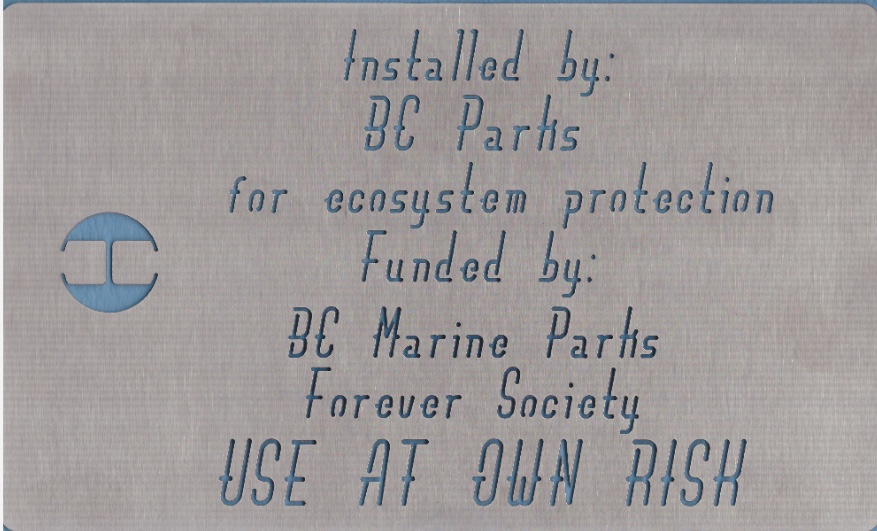 Installed by:
BC Parks
for ecosystem protection
Funded by:
BC Marine Parks
Forever Society
USE AT OWN RISK